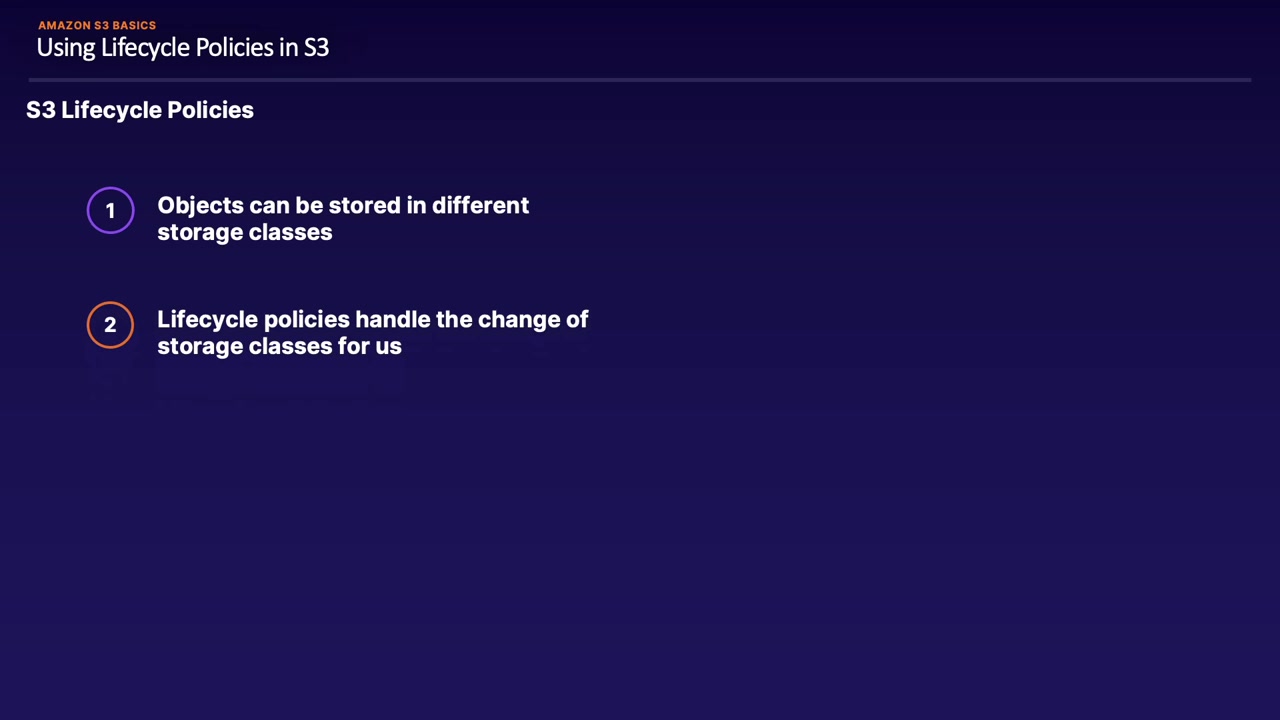 AMAZON S3 BASICS
Using Lifecycle Policies in S3
S3 Lifecycle Policies
1
Objects can be stored in different
storage classes
2
Lifecycle policies handle the change of
storage classes for us